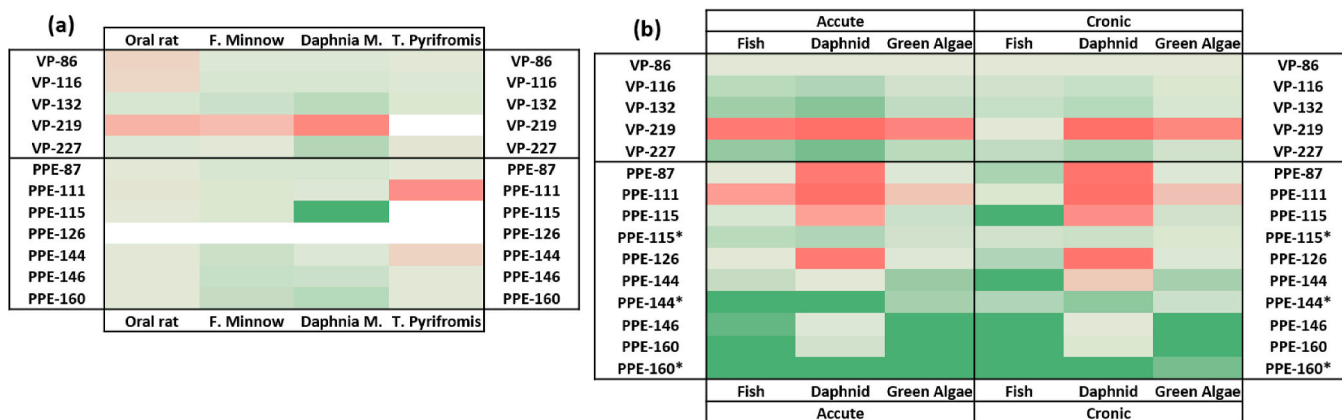 (a)
Oral rat F. Minnow Daphnia M. T. Pyrifromis
VP-86 VP-86
VP-116 VP-116
VP-132 VP-132
VP-219 VP-219
VP-227 VP-227
PPE-87 PPE-87
PPE-111 PPE-111
PPE-115 PPE-115
PPE-126 PPE-126
PPE-144 PPE-144
PPE-146 PPE-146
PPE-160 PPE-160
Oral rat F. Minnow Daphnia M. T. Pyrifromis
(b)
Accute Cronic
Fish Daphnid Green Algae Fish Daphnid Green Algae
VP-86 VP-86
VP-116 VP-116
VP-132 VP-132
VP-219 VP-219
VP-227 VP-227
PPE-87 PPE-87
PPE-111 PPE-111
PPE-115 PPE-115
PPE-115* PPE-115*
PPE-126 PPE-126
PPE-144 PPE-144
PPE-144* PPE-144*
PPE-146 PPE-146
PPE-160 PPE-160
PPE-160* PPE-160*
Fish Daphnid Green Algae Fish Daphnid Green Algae
Accute Cronic